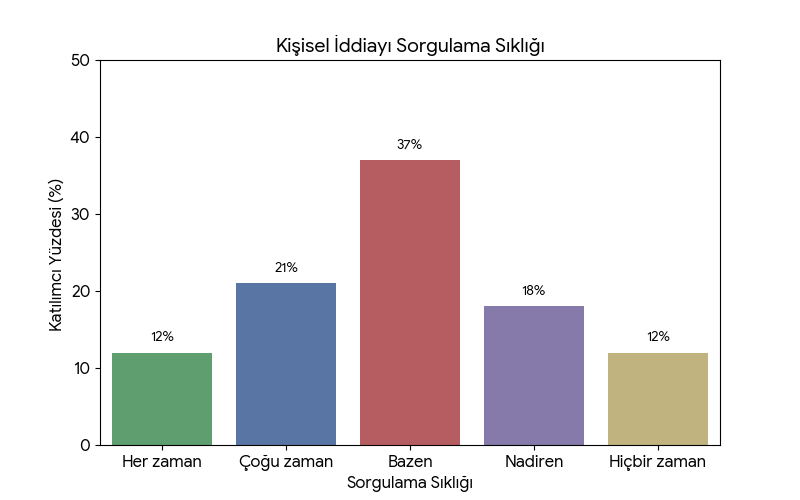 Kişisel İddiayı Sorgulama Sıklığı
Katılımcı Yüzdesi (%)
50
40
30
20
10
0
12%
21%
37%
18%
12%
Her zaman
Çoğu zaman
Bazen
Nadiren
Hiçbir zaman
Sorgulama Sıklığı